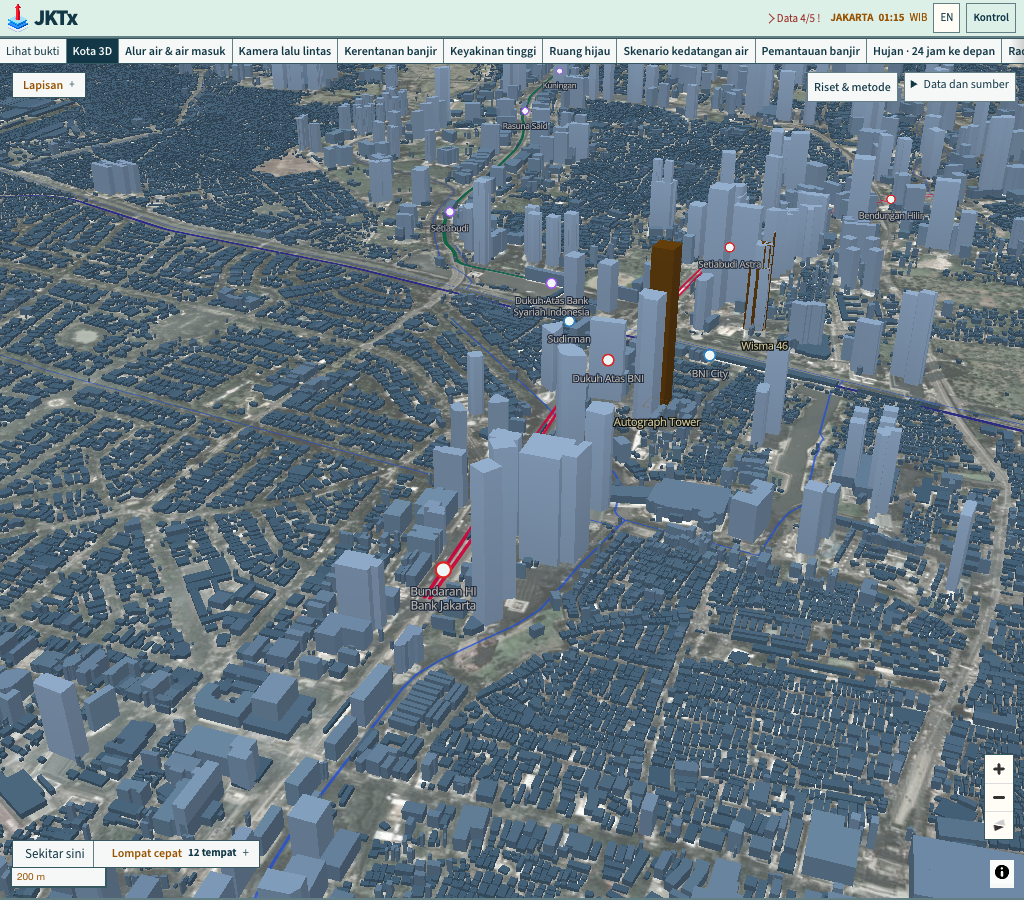 JKTx
Data 4/5 !
JAKARTA 01:15 WIB
EN
Kontrol
Lihat bukti
Kota 3D
Alur air & air masuk
Kamera lalu lintas
Kerentanan banjir
Keyakinan tinggi
Ruang hijau
Skenario kedatangan air
Pemantauan banjir
Hujan · 24 jam ke depan
Lapisan +
Riset & metode
Data dan sumber
Kuningan
Rasuna Said
Setiabudi
Bendungan Hilir
Setiabudi Astra
Dukuh Atas Bank
Syariah Indonesia
Sudirman
Wisma 46
BNI City
Dukuh Atas BNI
Autograph Tower
Bundaran HI
Bank Jakarta
+
−
Sekitar sini
Lompat cepat 12 tempat +
200 m